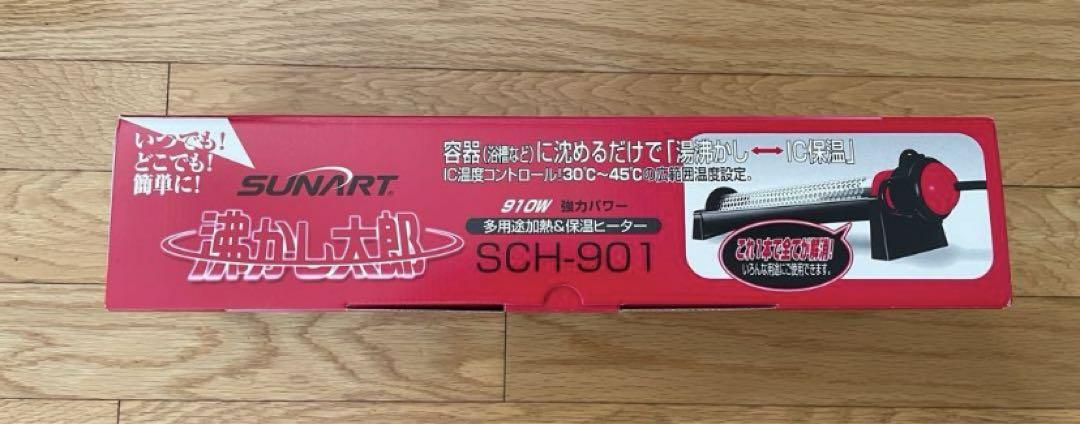 いつでも!
どこでも!
簡単に!
SUNART
沸かし太郎
容器(浴槽など)に沈めるだけで「湯沸かし↔IC保温」
IC温度コントロール!30℃~45℃の広範囲温度設定。
910W 強力パワー
多用途加熱&保温ヒーター
SCH-901
これ1本で全てが解消!
いろんな用途にご使用できます。